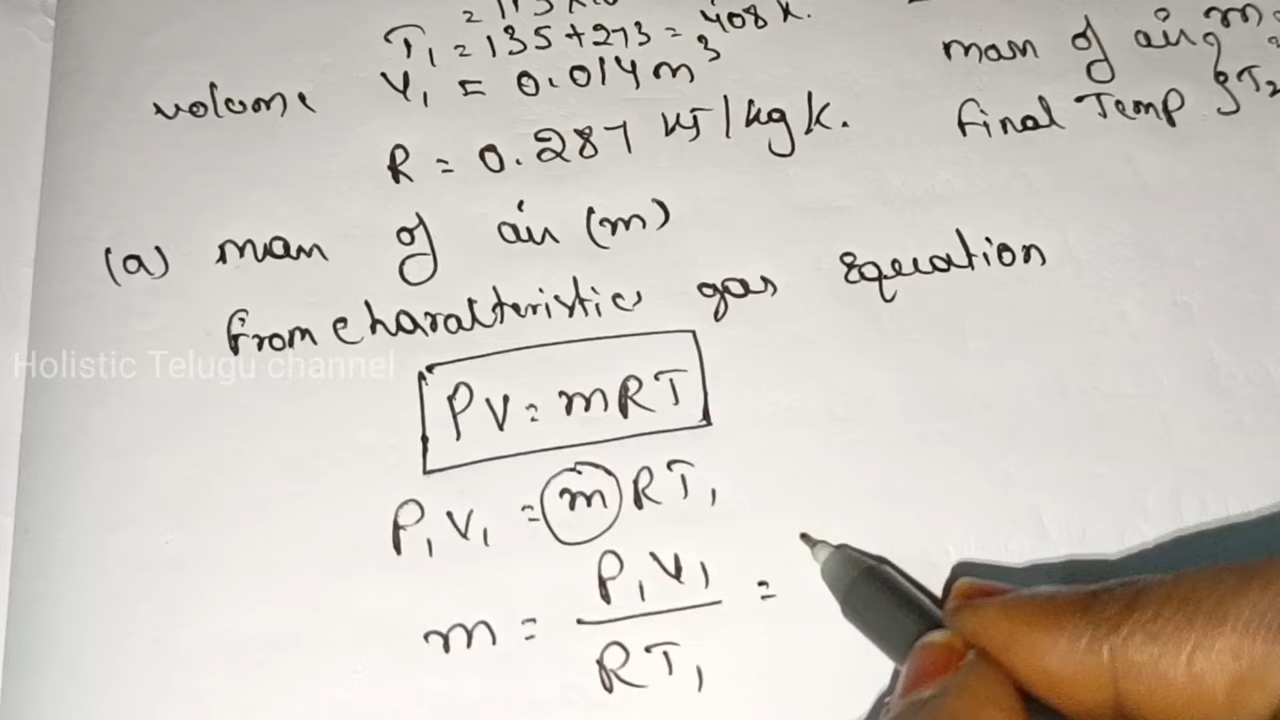 T₁ = 135 + 273 = 408 K.
volume V₁ = 0.014 m³
R = 0.287 KJ/kg K.
mass of air m
final Temp T₂
(a) mass of air (m)
from characteristic gas Equation
Holistic Telugu channel
PV = mRT
P₁V₁ = m RT₁
m = P₁V₁ / RT₁ =